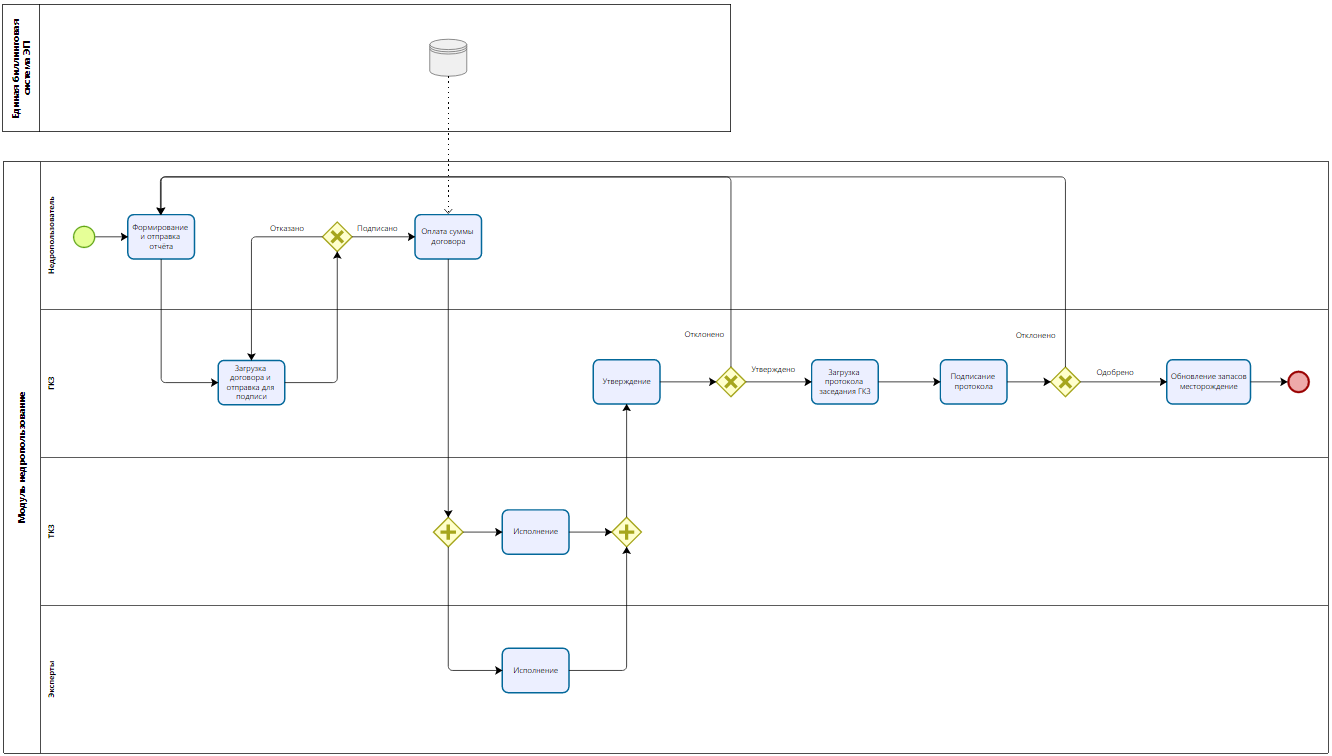 Единая биллинговая
система ЭП
Модуль недропользование
Недропользователь
Формирование
и отправка
отчёта
Отказано
Подписано
Оплата суммы
договора
ГКЗ
Загрузка
договора и
отправка для
подписи
Утверждение
Отклонено
Утверждено
Загрузка
протокола
заседания ГКЗ
Подписание
протокола
Отклонено
Одобрено
Обновление запасов
месторождение
ТКЗ
Исполнение
Эксперты
Исполнение